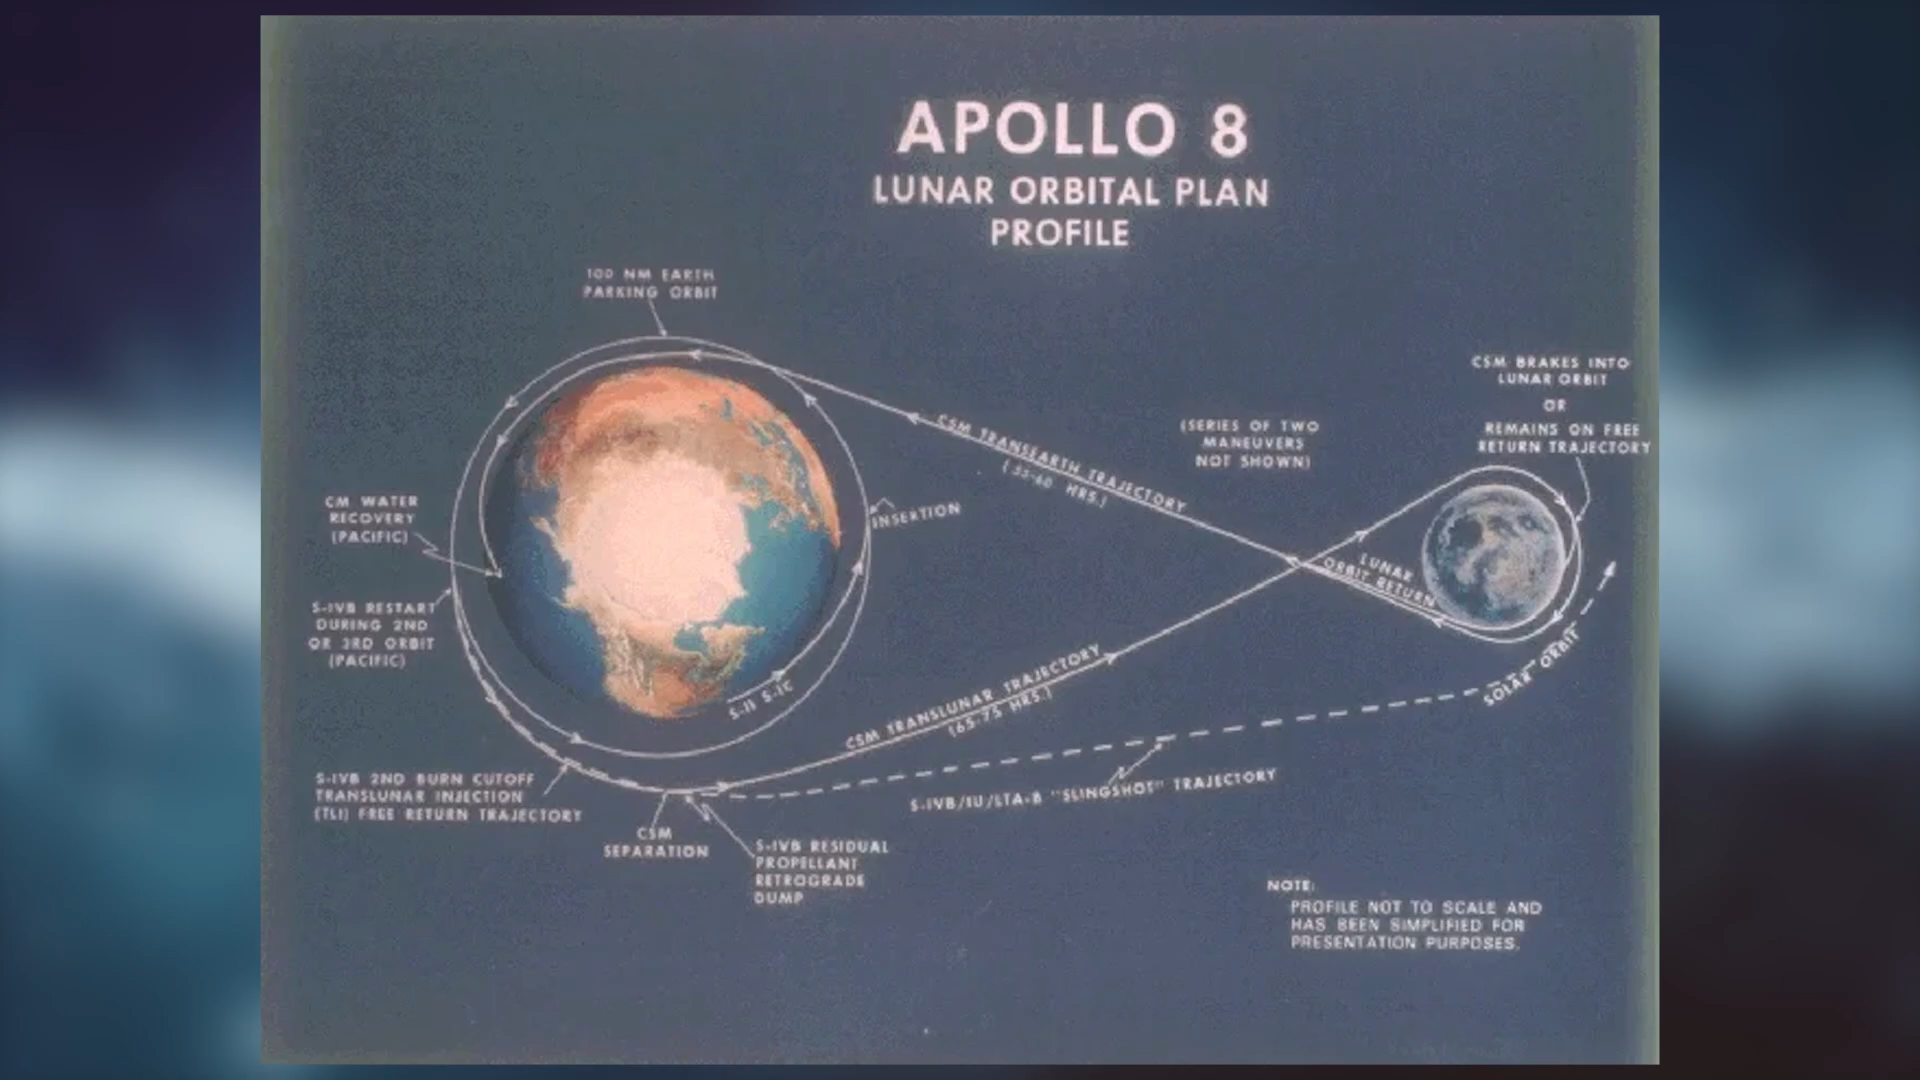 APOLLO 8
LUNAR ORBITAL PLAN
PROFILE
100 NM EARTH
PARKING ORBIT
CSM BRAKES INTO
LUNAR ORBIT
OR
REMAINS ON FREE
RETURN TRAJECTORY
(SERIES OF TWO
MANEUVERS
NOT SHOWN)
CSM TRANSEARTH TRAJECTORY
(55-60 HRS.)
INSERTION
CM WATER
RECOVERY
(PACIFIC)
LUNAR
ORBIT RETURN
S-IVB RESTART
DURING 2ND
OR 3RD ORBIT
(PACIFIC)
S-II S-IC
CSM TRANSLUNAR TRAJECTORY
(65-75 HRS.)
SOLAR ORBIT
S-IVB 2ND BURN CUTOFF
TRANSLUNAR INJECTION
(TLI) FREE RETURN TRAJECTORY
S-IVB/IU/LTA-B "SLINGSHOT" TRAJECTORY
CSM
SEPARATION
S-IVB RESIDUAL
PROPELLANT
RETROGRADE
DUMP
NOTE:
PROFILE NOT TO SCALE AND
HAS BEEN SIMPLIFIED FOR
PRESENTATION PURPOSES.